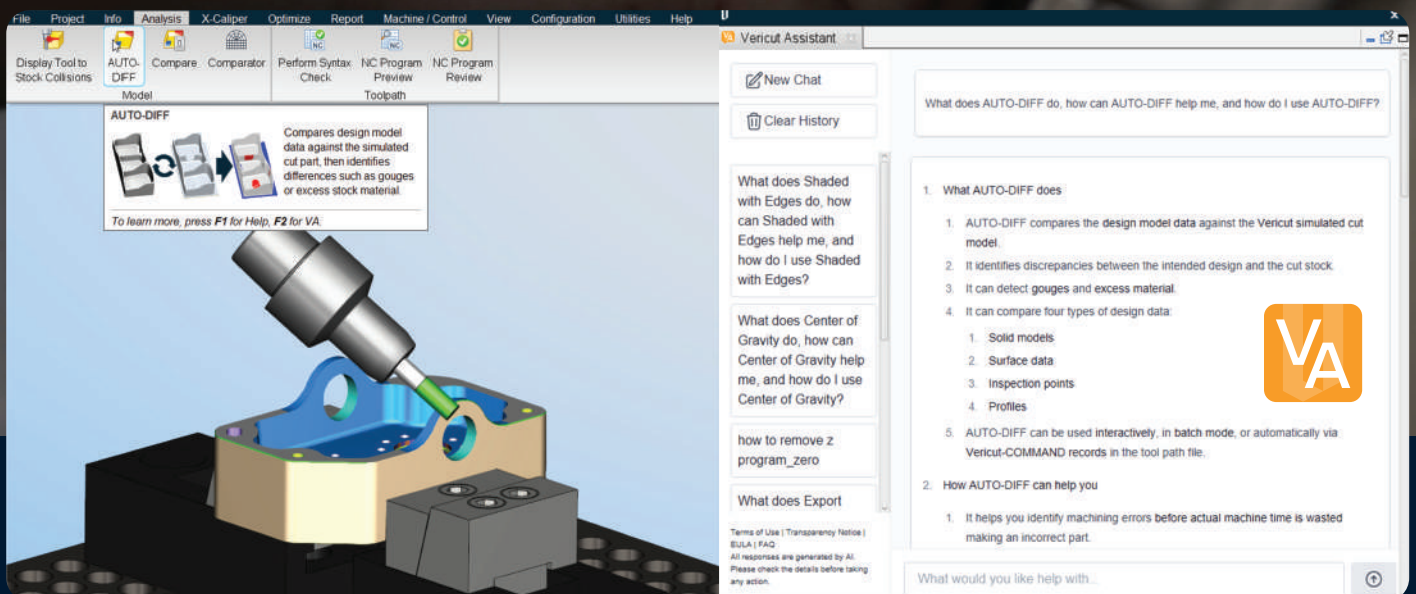 File Project Info Analysis X-Caliper Optimize Report Machine / Control View Configuration Utilities Help
Display Tool to
Stock Collisions
AUTO-
DIFF
Compare
Comparator
Model
Perform Syntax
Check
NC Program
Preview
NC Program
Review
Toolpath
NC
NC
AUTO-DIFF
Compares design model
data against the simulated
cut part, then identifies
differences such as gouges
or excess stock material.
To learn more, press F1 for Help, F2 for VA.
VA Vericut Assistant
New Chat
Clear History
What does Shaded
with Edges do, how
can Shaded with
Edges help me, and
how do I use Shaded
with Edges?
What does Center of
Gravity do, how can
Center of Gravity help
me, and how do I use
Center of Gravity?
how to remove z
program_zero
What does Export
Terms of Use | Transparency Notice |
EULA | FAQ
All responses are generated by AI.
Please check the details before taking
any action.
What does AUTO-DIFF do, how can AUTO-DIFF help me, and how do I use AUTO-DIFF?
1. What AUTO-DIFF does
1. AUTO-DIFF compares the design model data against the Vericut simulated cut
model.
2. It identifies discrepancies between the intended design and the cut stock.
3. It can detect gouges and excess material.
4. It can compare four types of design data:
1. Solid models
2. Surface data
3. Inspection points
4. Profiles
5. AUTO-DIFF can be used interactively, in batch mode, or automatically via
Vericut-COMMAND records in the tool path file.
2. How AUTO-DIFF can help you
1. It helps you identify machining errors before actual machine time is wasted
making an incorrect part.
VA
What would you like help with...